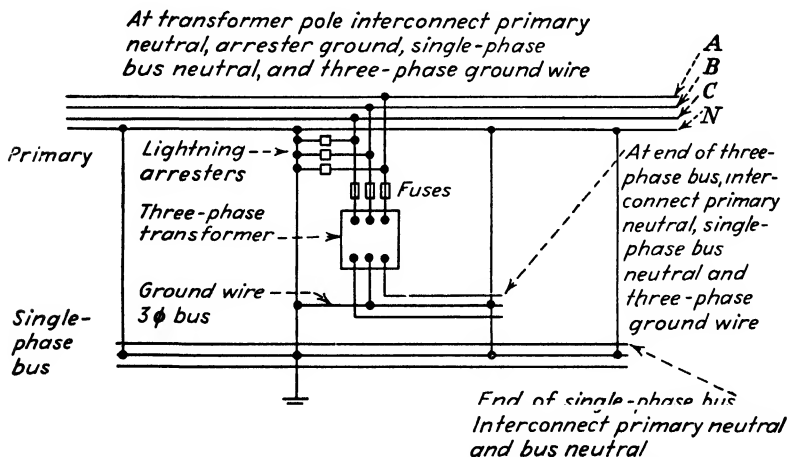 At transformer pole interconnect primary
neutral, arrester ground, single-phase
bus neutral, and three-phase ground wire
A
B
C
N
Primary
Lightning
arresters
Fuses
Three-phase
transformer
Ground wire
3ϕ bus
At end of three-
phase bus, inter-
connect primary
neutral, single-
phase bus
neutral and
three-phase
ground wire
Single-
phase
bus
End of single-phase bus
Interconnect primary neutral
and bus neutral